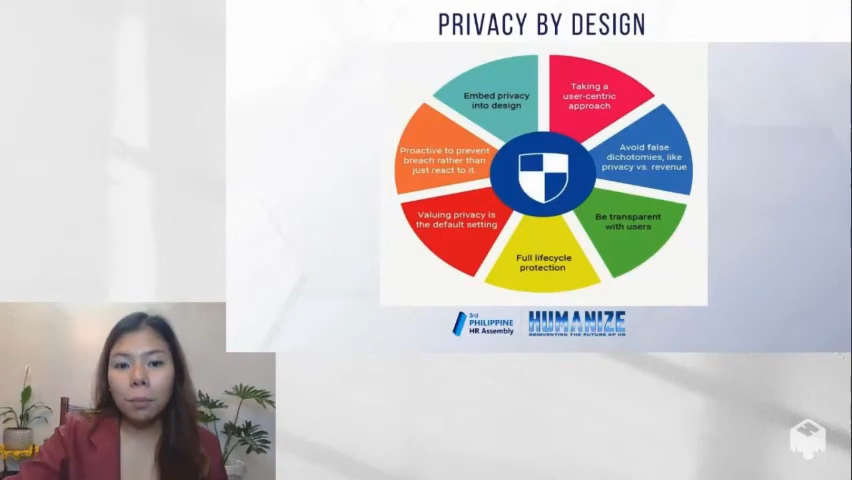 PRIVACY BY DESIGN
Embed privacy
into design
Taking a
user-centric
approach
Proactive to prevent
breach rather than
just react to it.
Avoid false
dichotomies, like
privacy vs. revenue
Valuing privacy is
the default setting
Be transparent
with users
Full lifecycle
protection
3rd
PHILIPPINE
HR Assembly
HUMANIZE
REINVENTING THE FUTURE OF HR